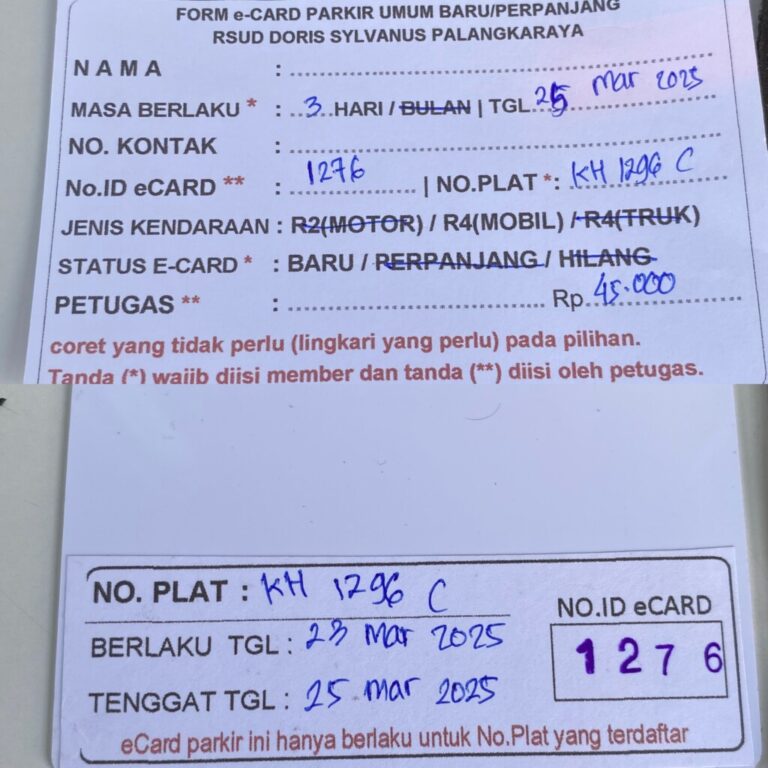 FORM e-CARD PARKIR UMUM BARU/PERPANJANG
RSUD DORIS SYLVANUS PALANGKARAYA
NAMA : ........................
MASA BERLAKU * : ..3..HARI / BULAN | TGL 25 Mar 2025
NO. KONTAK : ........................
No.ID eCARD ** : 1276 | NO.PLAT *: KH 1296 C
JENIS KENDARAAN : R2(MOTOR) / R4(MOBIL) / R4(TRUK)
STATUS E-CARD * : BARU / PERPANJANG / HILANG
PETUGAS ** : ........................ Rp. 45.000
coret yang tidak perlu (lingkari yang perlu) pada pilihan.
Tanda (*) wajib diisi member dan tanda (**) diisi oleh petugas.
NO. PLAT : KH 1296 C
NO.ID eCARD
BERLAKU TGL : 23 Mar 2025
1276
TENGGAT TGL : 25 Mar 2025
eCard parkir ini hanya berlaku untuk No.Plat yang terdaftar